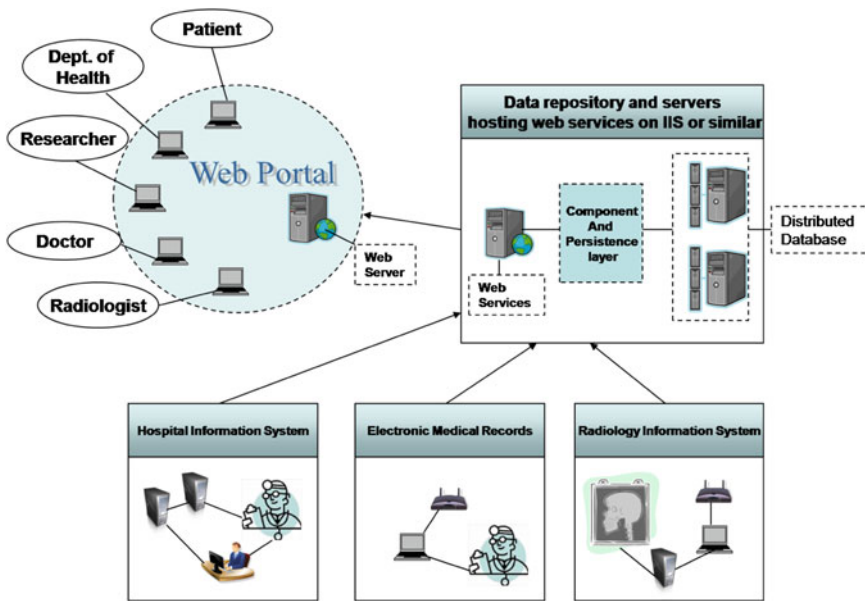 Patient
Dept. of
Health
Researcher
Doctor
Radiologist
Web Portal
Web
Server
Data repository and servers
hosting web services on IIS or similar
Web
Services
Component
And
Persistence
layer
Distributed
Database
Hospital Information System
Electronic Medical Records
Radiology Information System